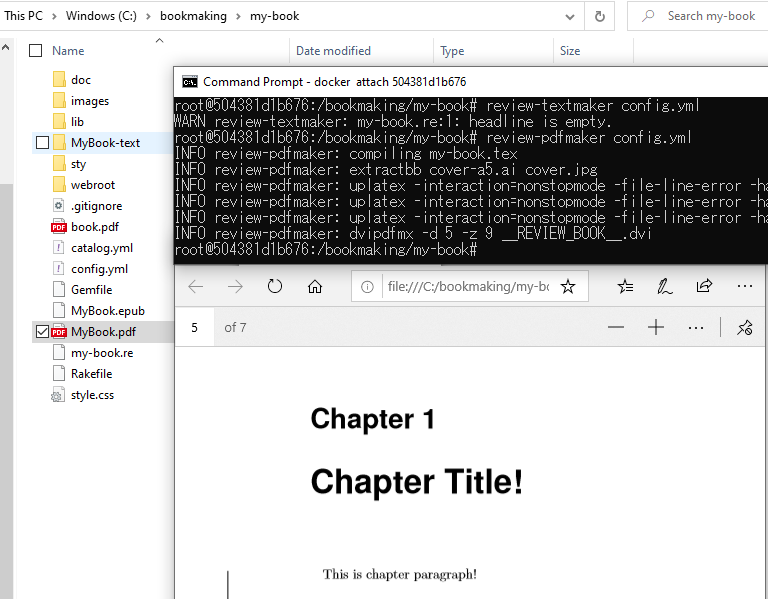 This PC > Windows (C:) > bookmaking > my-book
Search my-book
Name Date modified Type Size
doc
images
lib
MyBook-text
sty
webroot
.gitignore
PDF book.pdf
catalog.yml
config.yml
Gemfile
MyBook.epub
PDF MyBook.pdf
my-book.re
Rakefile
style.css
C:\. Command Prompt - docker attach 504381d1b676
root@504381d1b676:/bookmaking/my-book# review-textmaker config.yml
WARN review-textmaker: my-book.re:1: headline is empty.
root@504381d1b676:/bookmaking/my-book# review-pdfmaker config.yml
INFO review-pdfmaker: compiling my-book.tex
INFO review-pdfmaker: extractbb cover-a5.ai cover.jpg
INFO review-pdfmaker: uplatex -interaction=nonstopmode -file-line-error -ha
INFO review-pdfmaker: uplatex -interaction=nonstopmode -file-line-error -ha
INFO review-pdfmaker: uplatex -interaction=nonstopmode -file-line-error -ha
INFO review-pdfmaker: dvipdfmx -d 5 -z 9 __REVIEW_BOOK__.dvi
root@504381d1b676:/bookmaking/my-book#
file:///C:/bookmaking/my-bo
5 of 7
Chapter 1
Chapter Title!
This is chapter paragraph!